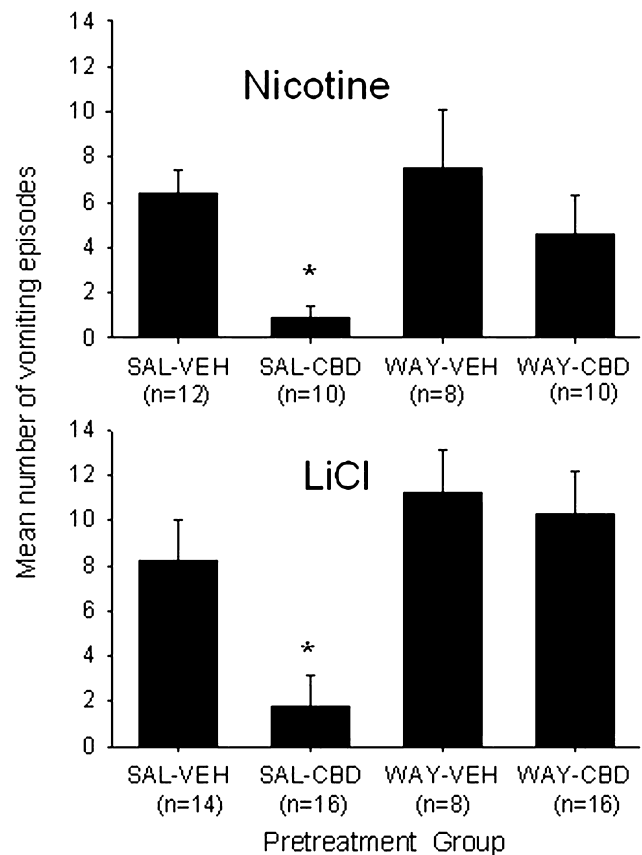 Mean number of vomiting episodes
Nicotine
14
12
10
8
6
4
2
0
*
SAL-VEH SAL-CBD WAY-VEH WAY-CBD
(n=12) (n=10) (n=8) (n=10)
LiCl
14
12
10
8
6
4
2
0
*
SAL-VEH SAL-CBD WAY-VEH WAY-CBD
(n=14) (n=16) (n=8) (n=16)
Pretreatment Group